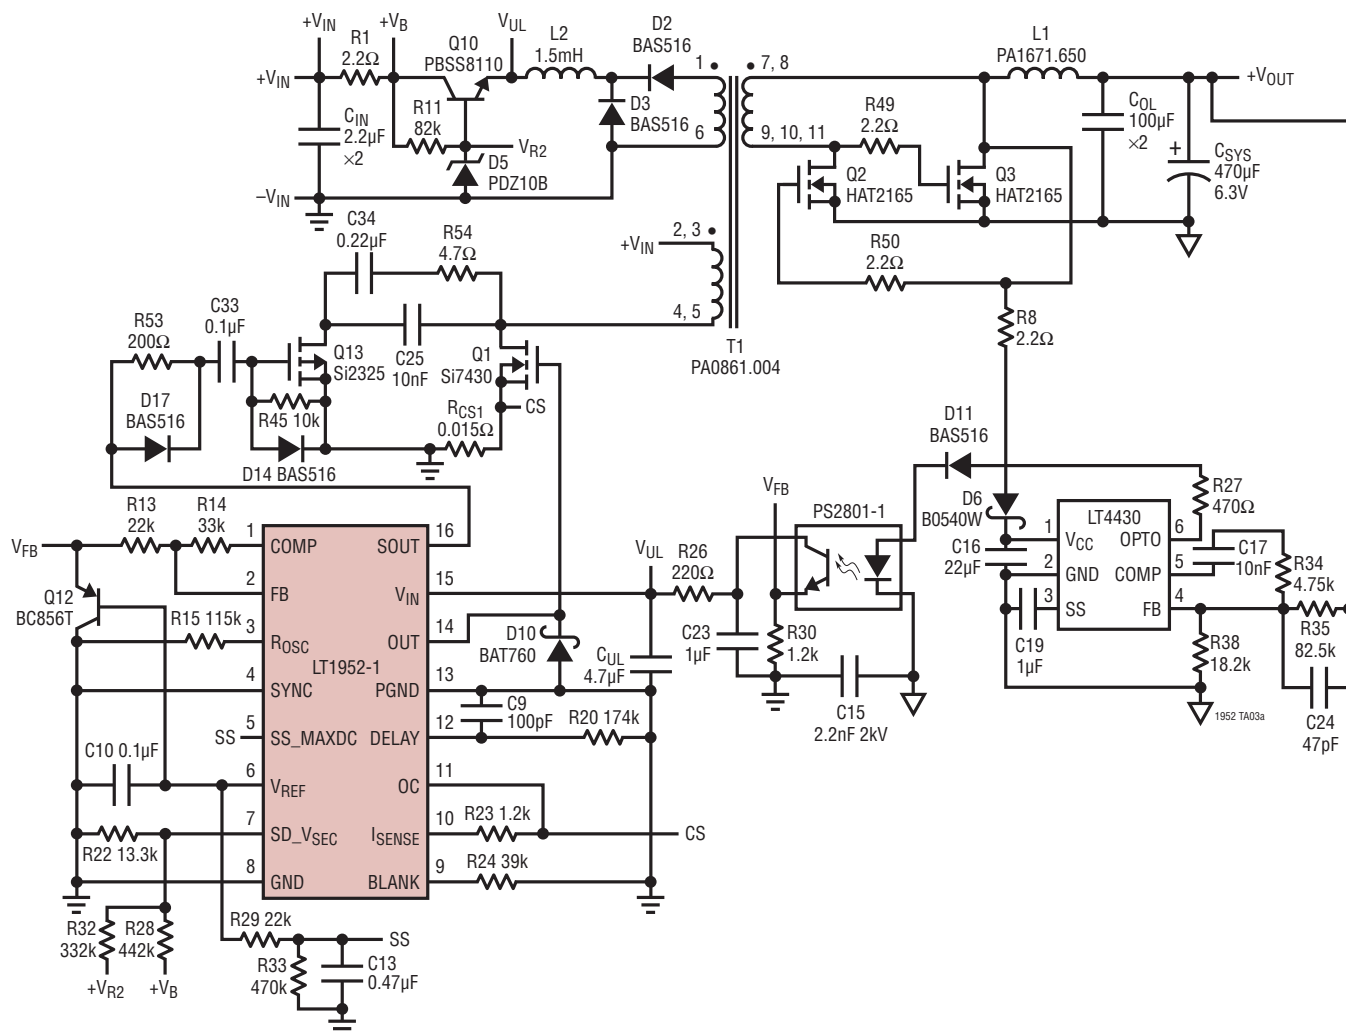 +VIN
+VB
VUL
L2
1.5mH
D2
BAS516
L1
PA1671.650
R1
2.2Ω
Q10
PBSS8110
1
7, 8
+VIN
+VOUT
CIN
2.2µF
×2
R11
82k
D3
BAS516
R49
2.2Ω
COL
100µF
×2
6
9, 10, 11
VR2
D5
PDZ10B
Q2
HAT2165
Q3
HAT2165
+
CSYS
470µF
6.3V
–VIN
C34
0.22µF
R54
4.7Ω
+VIN
2, 3
R50
2.2Ω
4, 5
R53
200Ω
C33
0.1µF
Q13
Si2325
C25
10nF
Q1
Si7430
T1
PA0861.004
R8
2.2Ω
D17
BAS516
R45 10k
RCS1
0.015Ω
CS
D14 BAS516
D11
BAS516
R13
22k
R14
33k
VFB
PS2801-1
D6
B0540W
LT4430
R27
470Ω
VFB
1
COMP
SOUT
16
VUL
R26
220Ω
1
VCC
OPTO
6
C16
22µF
C17
10nF
R34
4.75k
2
GND
COMP
5
Q12
BC856T
2
FB
VIN
15
3
SS
FB
4
R15 115k
3
ROSC
OUT
14
D10
BAT760
CUL
4.7µF
C23
1µF
R30
1.2k
C19
1µF
R38
18.2k
R35
82.5k
LT1952-1
4
SYNC
PGND
13
C9
100pF
C15
2.2nF 2kV
1952 TA03a
C24
47pF
5
SS
SS_MAXDC
DELAY
12
R20 174k
C10 0.1µF
6
VREF
OC
11
7
SD_VSEC
ISENSE
10
R23 1.2k
CS
R22 13.3k
8
GND
BLANK
9
R24 39k
R32
332k
R28
442k
R29 22k
SS
R33
470k
C13
0.47µF
+VR2
+VB